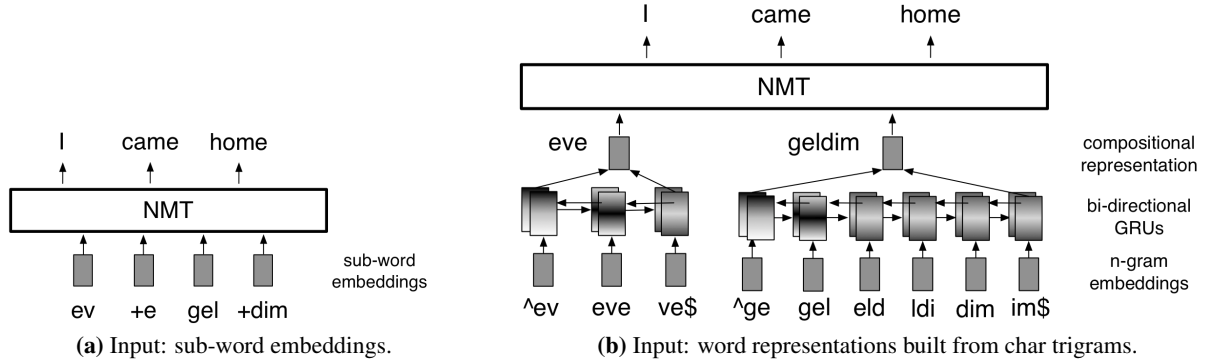 I came home
NMT
sub-word
embeddings
ev +e gel +dim
(a) Input: sub-word embeddings.
I came home
NMT
eve geldim
compositional
representation
bi-directional
GRUs
n-gram
embeddings
^ev eve ve$ ^ge gel eld ldi dim im$
(b) Input: word representations built from char trigrams.